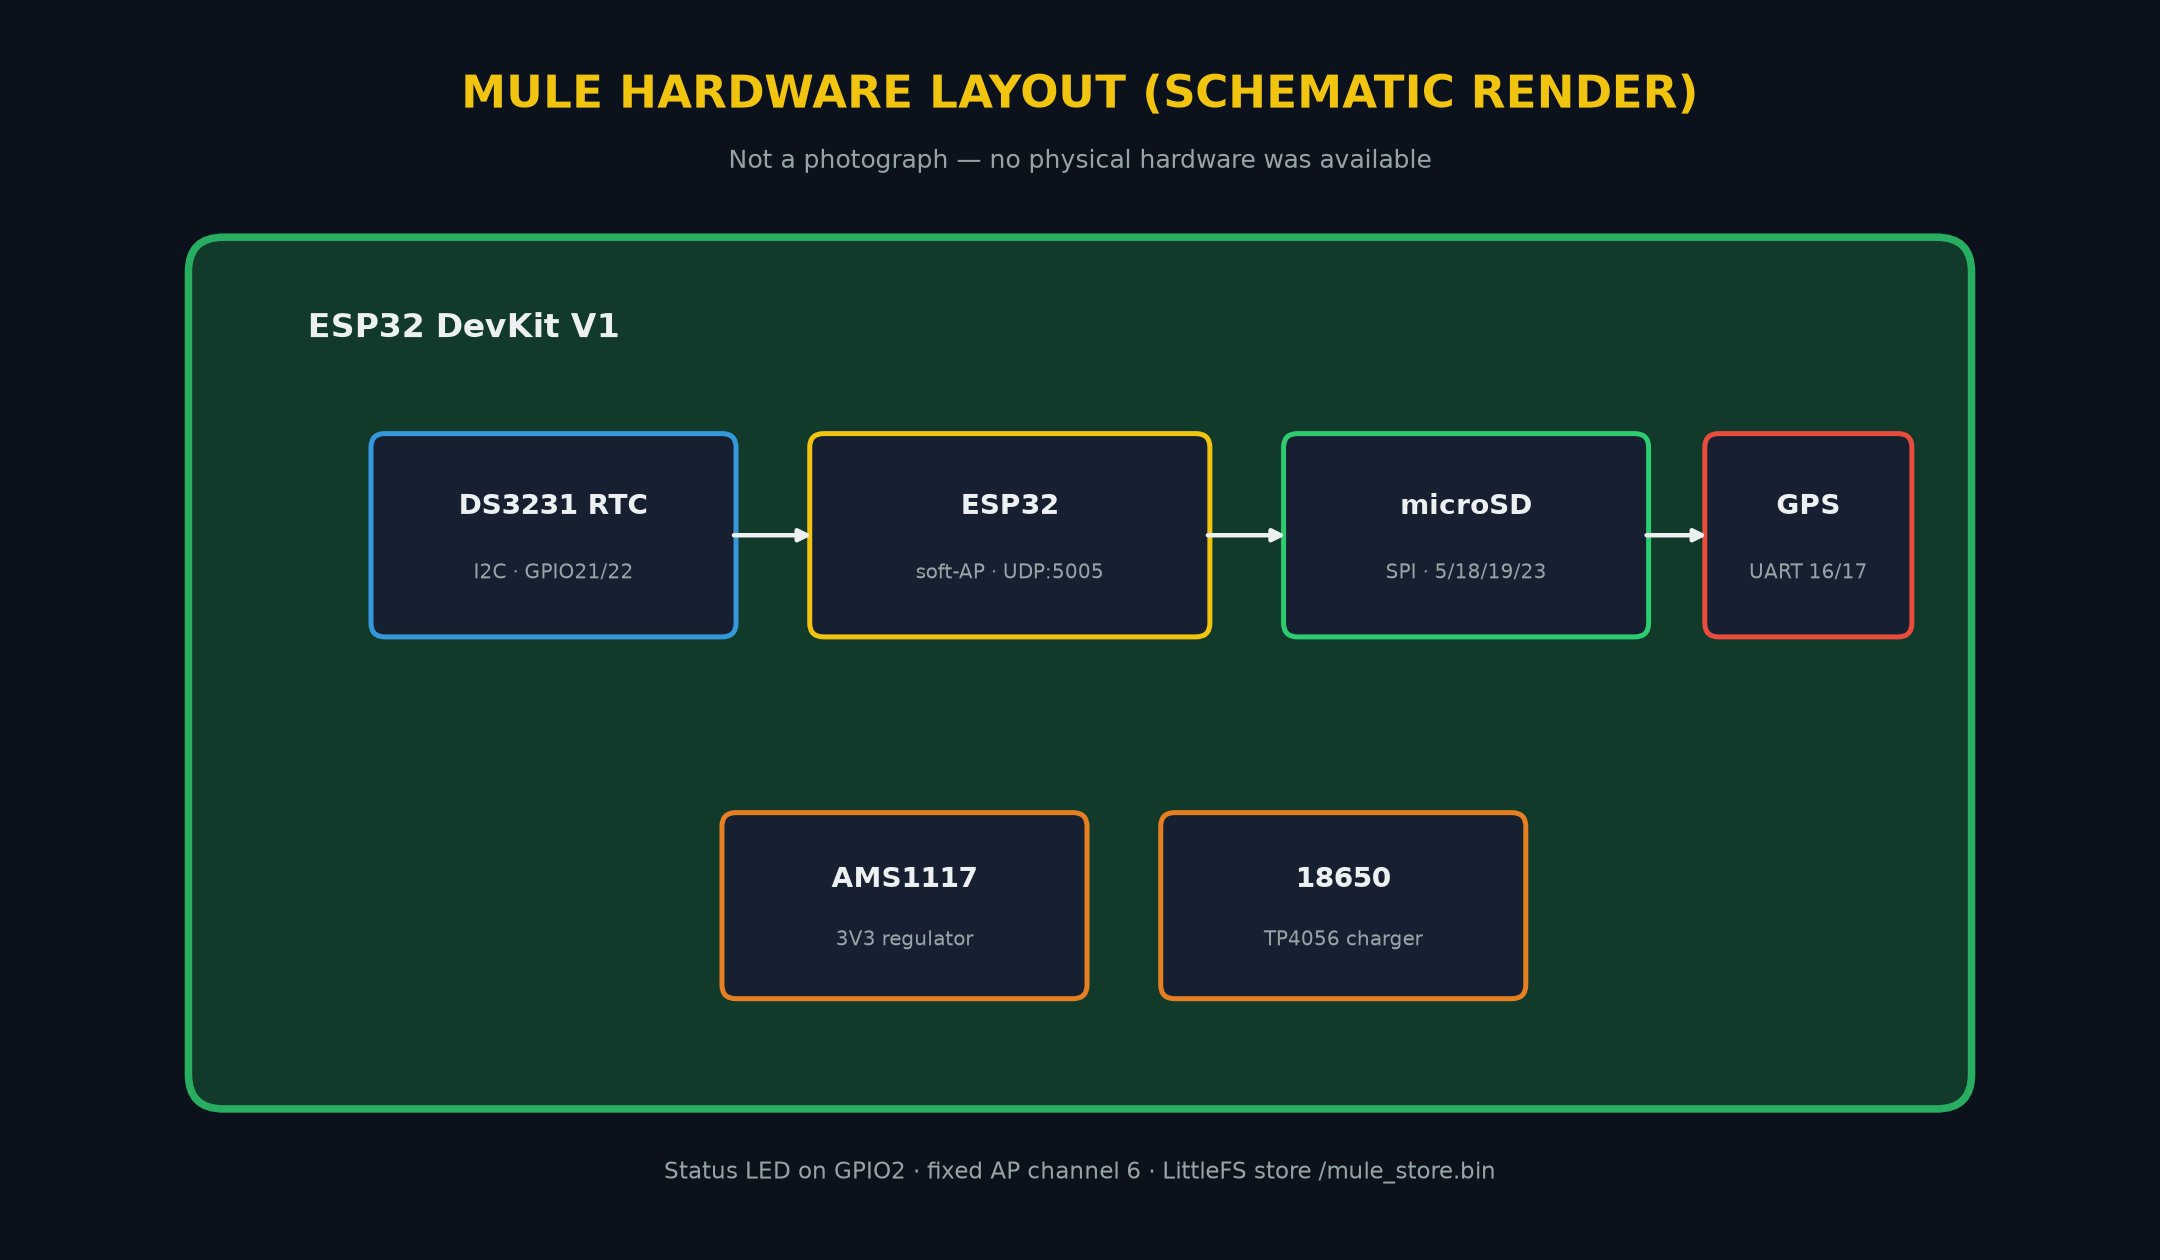 MULE HARDWARE LAYOUT (SCHEMATIC RENDER)
Not a photograph — no physical hardware was available
ESP32 DevKit V1
DS3231 RTC
I2C · GPIO21/22
ESP32
soft-AP · UDP:5005
microSD
SPI · 5/18/19/23
GPS
UART 16/17
AMS1117
3V3 regulator
18650
TP4056 charger
Status LED on GPIO2 · fixed AP channel 6 · LittleFS store /mule_store.bin